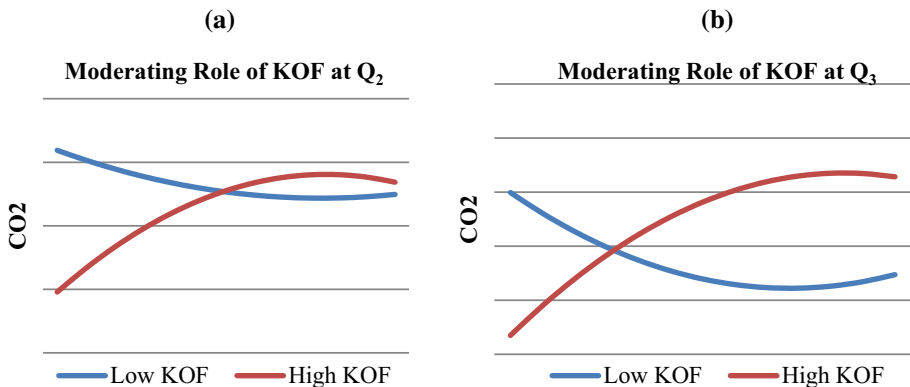 (a)
Moderating Role of KOF at Q2
CO2
Low KOF High KOF
(b)
Moderating Role of KOF at Q3
CO2
Low KOF High KOF